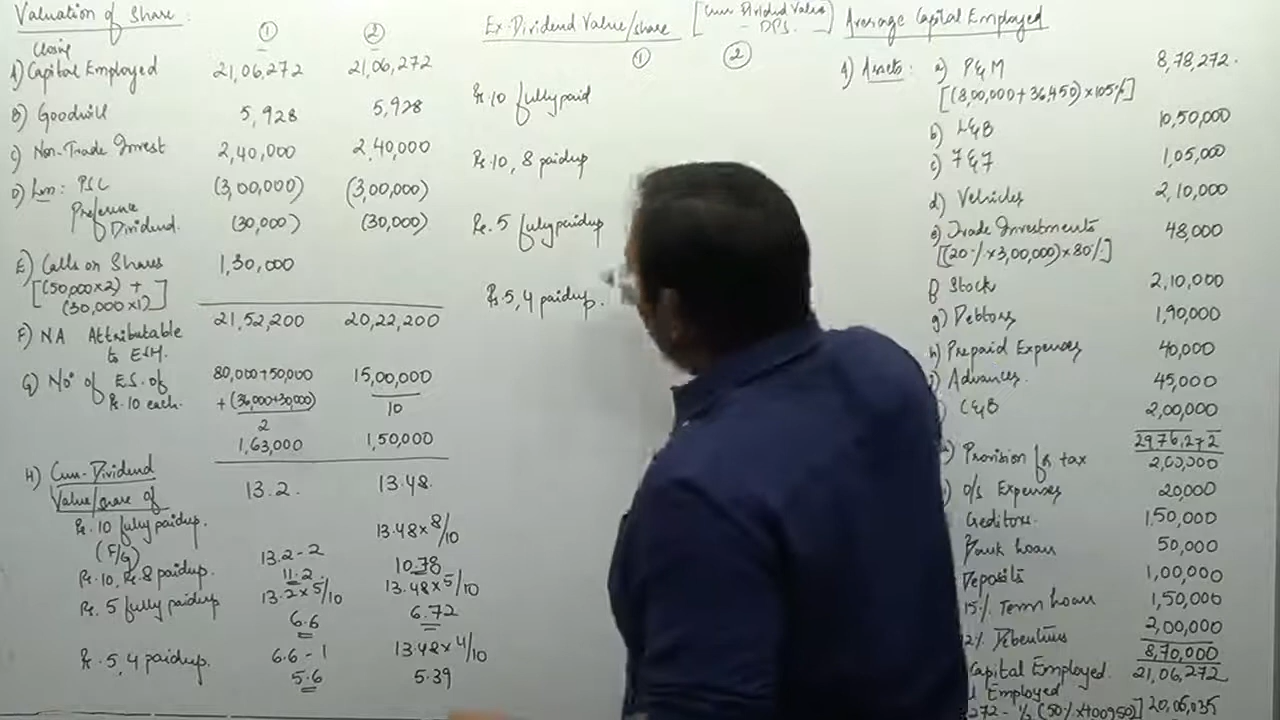 Valuation of Share:
① ②
Closing
A) Capital Employed 21,06,272 21,06,272
B) Goodwill 5,928 5,928
C) Non-Trade Invest 2,40,000 2,40,000
D) Less: PSC (3,00,000) (3,00,000)
Preference Dividend. (30,000) (30,000)
E) Calls on Shares 1,30,000
[(50,000×2) +
(30,000×1)]
F) NA Attributable 21,52,200 20,22,200
to ESH.
G) No° of E.S. of 80,000+50,000 15,00,000
Rs.10 each. + (36,000+30,000) 10
2
1,63,000 1,50,000
H) Cum-Dividend
Value/share of 13.2. 13.48.
Rs.10 fully paidup. 13.48×8/10
(F/G) 13.2-2 10.78
Rs.10, Rs.8 paidup. 11.2
Rs.5 fully paidup 13.2×5/10 13.48×5/10
6.6 6.72
Rs.5, 4 paidup. 6.6-1 13.48×4/10
5.6 5.39
Ex-Dividend Value/share [Cum Dividend Value - DPS.]
① ②
Rs.10 fully paid
Rs.10, 8 paidup
Rs.5 fully paidup
Rs.5, 4 paidup.
Average Capital Employed
A) Assets: a) P&M 8,78,272.
[(8,00,000+36,450)×105%]
b) L&B 10,50,000
c) F&F 1,05,000
d) Vehicles 2,10,000
e) Trade Investments 48,000
[(20%×3,00,000)×80%]
f) Stock 2,10,000
g) Debtors 1,90,000
h) Prepaid Expenses 40,000
) Advances. 45,000
) C&B 2,00,000
2976,272
) Provision for tax 2,00,000
) O/s Expenses 20,000
Creditors. 1,50,000
Bank loan 50,000
Deposits 1,00,000
15% Term loan 1,50,000
2% Debentures 2,00,000
8,70,000
Capital Employed. 21,06,272
Employed
272 - ½ (50%×400950)] 20,06,035